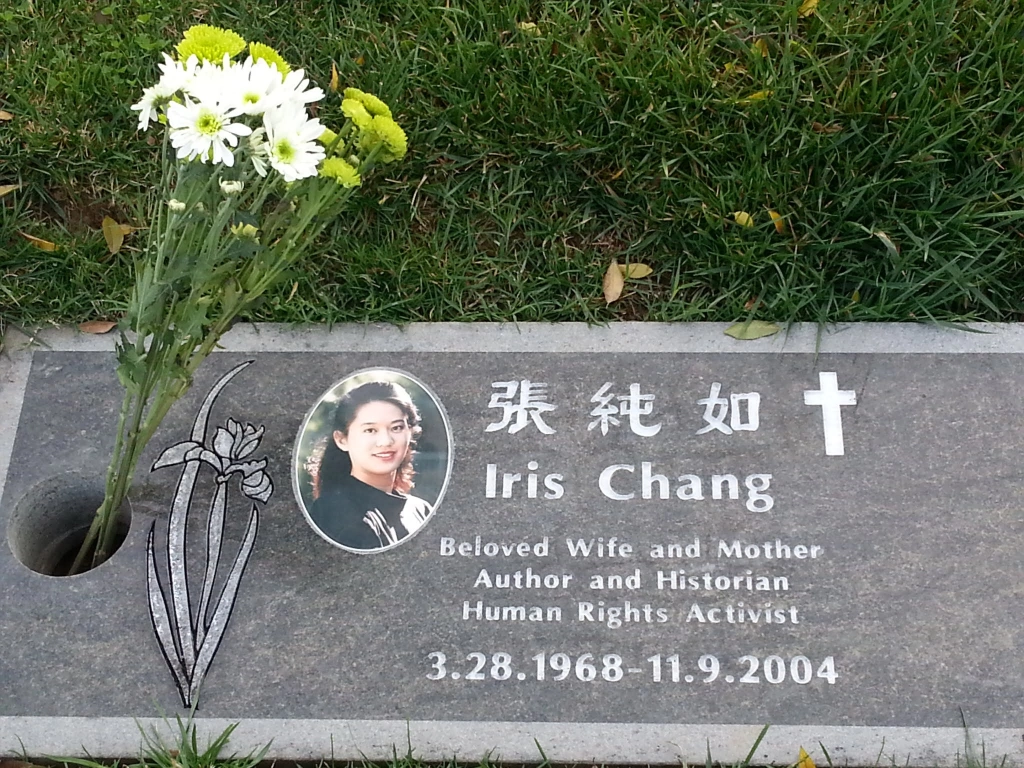 張純如
Iris Chang
Beloved Wife and Mother
Author and Historian
Human Rights Activist
3.28.1968-11.9.2004